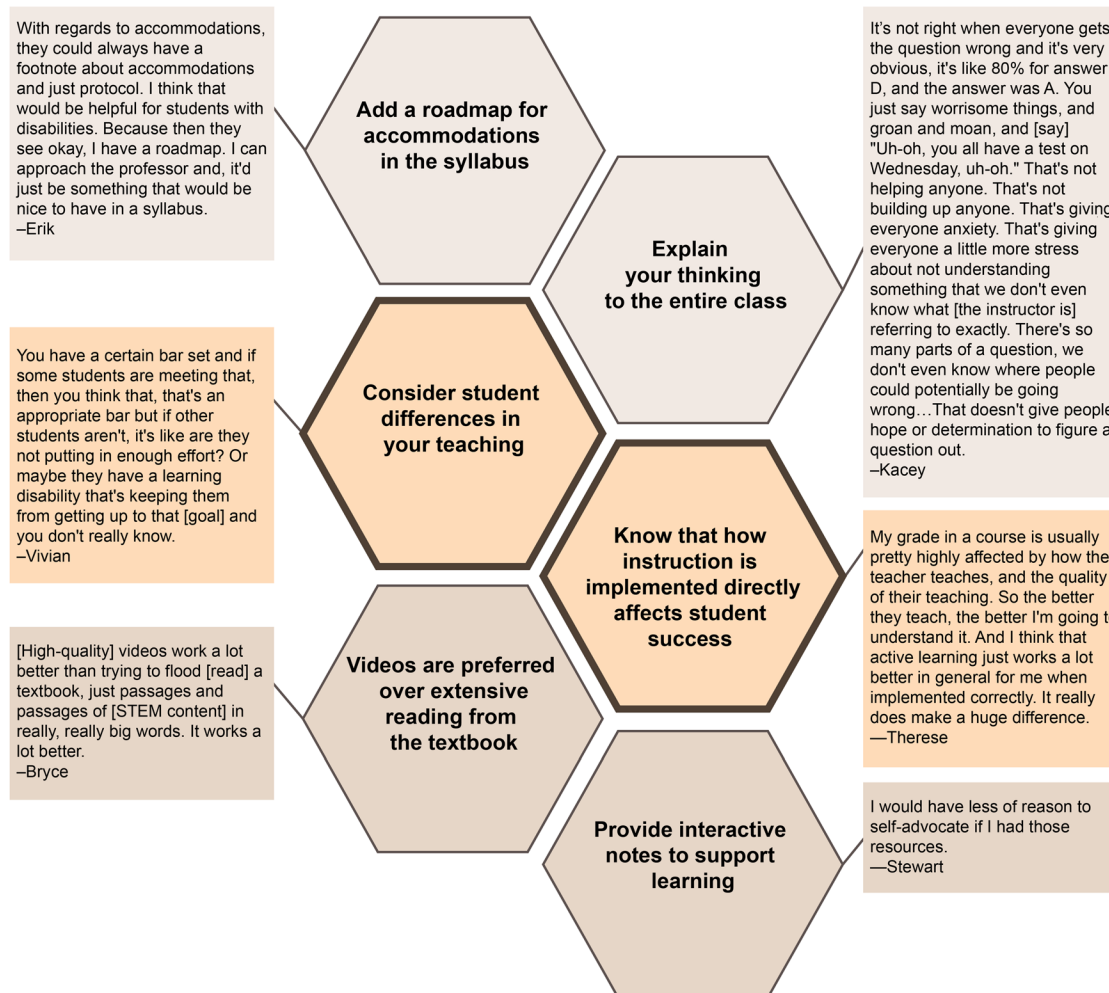 With regards to accommodations,
they could always have a
footnote about accommodations
and just protocol. I think that
would be helpful for students with
disabilities. Because then they
see okay, I have a roadmap. I can
approach the professor and, it'd
just be something that would be
nice to have in a syllabus.
–Erik
Add a roadmap for
accommodations
in the syllabus
It's not right when everyone gets
the question wrong and it's very
obvious, it's like 80% for answer
D, and the answer was A. You
just say worrisome things, and
groan and moan, and [say]
"Uh-oh, you all have a test on
Wednesday, uh-oh." That's not
helping anyone. That's not
building up anyone. That's giving
everyone anxiety. That's giving
everyone a little more stress
about not understanding
something that we don't even
know what [the instructor is]
referring to exactly. There's so
many parts of a question, we
don't even know where people
could potentially be going
wrong…That doesn't give people
hope or determination to figure a
question out.
–Kacey
Explain
your thinking
to the entire class
You have a certain bar set and if
some students are meeting that,
then you think that, that's an
appropriate bar but if other
students aren't, it's like are they
not putting in enough effort? Or
maybe they have a learning
disability that's keeping them
from getting up to that [goal] and
you don't really know.
–Vivian
Consider student
differences in
your teaching
Know that how
instruction is
implemented directly
affects student
success
My grade in a course is usually
pretty highly affected by how the
teacher teaches, and the quality
of their teaching. So the better
they teach, the better I'm going to
understand it. And I think that
active learning just works a lot
better in general for me when
implemented correctly. It really
does make a huge difference.
—Therese
[High-quality] videos work a lot
better than trying to flood [read] a
textbook, just passages and
passages of [STEM content] in
really, really big words. It works a
lot better.
–Bryce
Videos are preferred
over extensive
reading from
the textbook
Provide interactive
notes to support
learning
I would have less of reason to
self-advocate if I had those
resources.
—Stewart